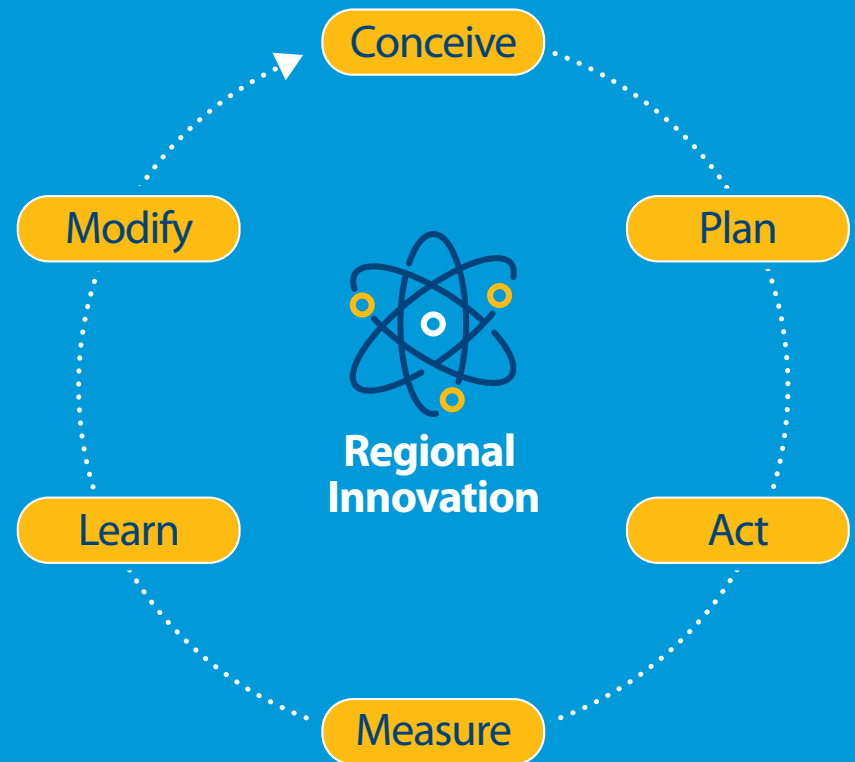 Conceive
Plan
Act
Measure
Learn
Modify
Regional
Innovation